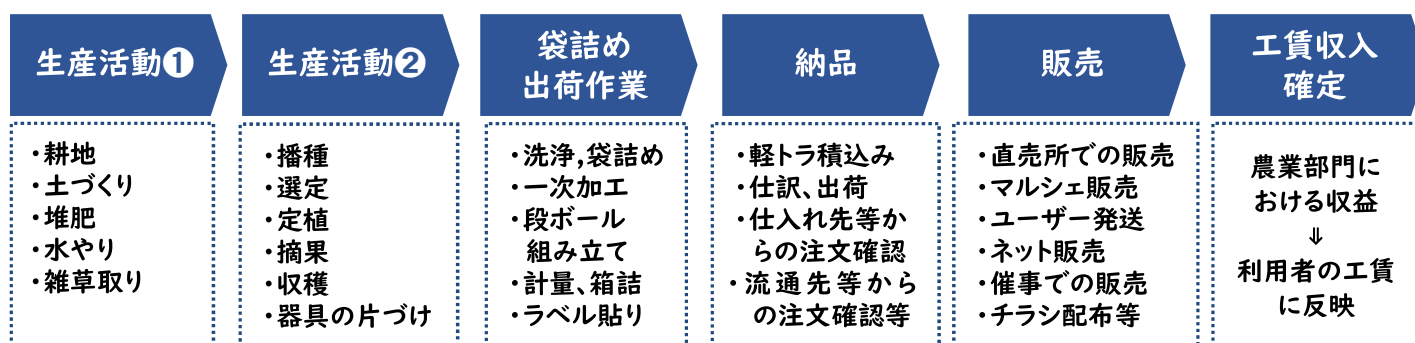 生産活動❶
・耕地
・土づくり
・堆肥
・水やり
・雑草取り
生産活動❷
・播種
・選定
・定植
・摘果
・収穫
・器具の片づけ
袋詰め
出荷作業
・洗浄,袋詰め
・一次加工
・段ボール
組み立て
・計量、箱詰
・ラベル貼り
納品
・軽トラ積込み
・仕訳、出荷
・仕入れ先等か
らの注文確認
・流通先等から
の注文確認等
販売
・直売所での販売
・マルシェ販売
・ユーザー発送
・ネット販売
・催事での販売
・チラシ配布等
工賃収入
確定
農業部門に
おける収益
⇓
利用者の工賃
に反映